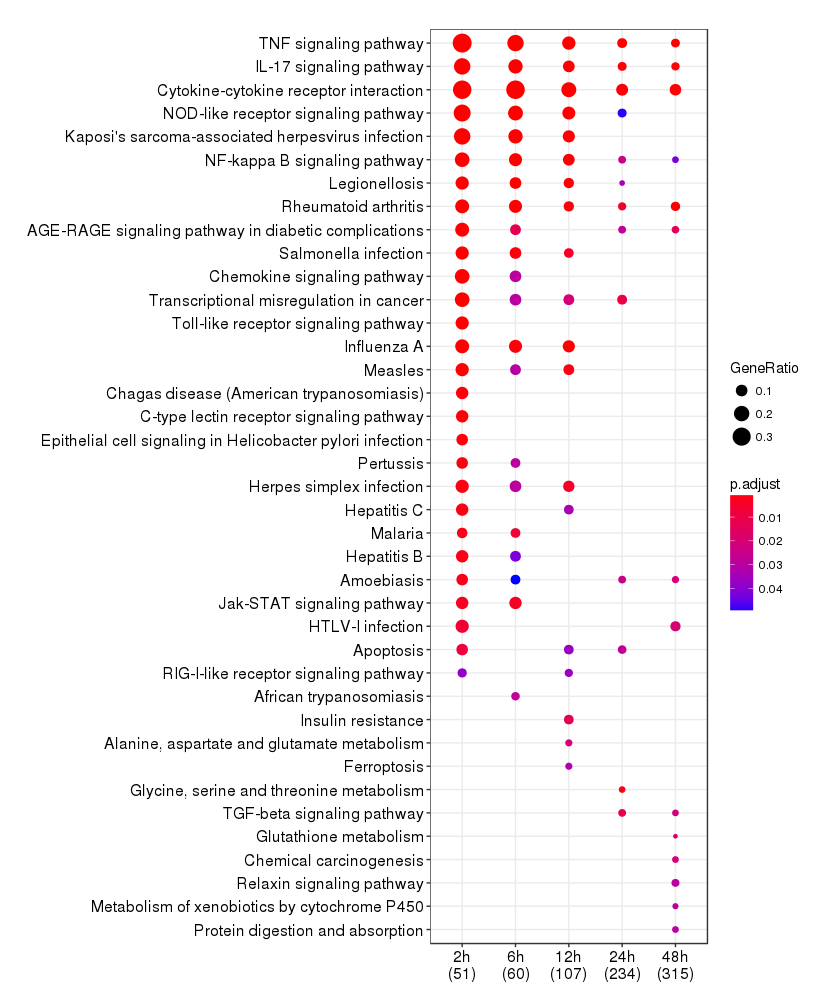 TNF signaling pathway
IL-17 signaling pathway
Cytokine-cytokine receptor interaction
NOD-like receptor signaling pathway
Kaposi's sarcoma-associated herpesvirus infection
NF-kappa B signaling pathway
Legionellosis
Rheumatoid arthritis
AGE-RAGE signaling pathway in diabetic complications
Salmonella infection
Chemokine signaling pathway
Transcriptional misregulation in cancer
Toll-like receptor signaling pathway
Influenza A
Measles
Chagas disease (American trypanosomiasis)
C-type lectin receptor signaling pathway
Epithelial cell signaling in Helicobacter pylori infection
Pertussis
Herpes simplex infection
Hepatitis C
Malaria
Hepatitis B
Amoebiasis
Jak-STAT signaling pathway
HTLV-I infection
Apoptosis
RIG-I-like receptor signaling pathway
African trypanosomiasis
Insulin resistance
Alanine, aspartate and glutamate metabolism
Ferroptosis
Glycine, serine and threonine metabolism
TGF-beta signaling pathway
Glutathione metabolism
Chemical carcinogenesis
Relaxin signaling pathway
Metabolism of xenobiotics by cytochrome P450
Protein digestion and absorption
2h 6h 12h 24h 48h
(51) (60) (107) (234) (315)
GeneRatio
0.1
0.2
0.3
p.adjust
0.01
0.02
0.03
0.04